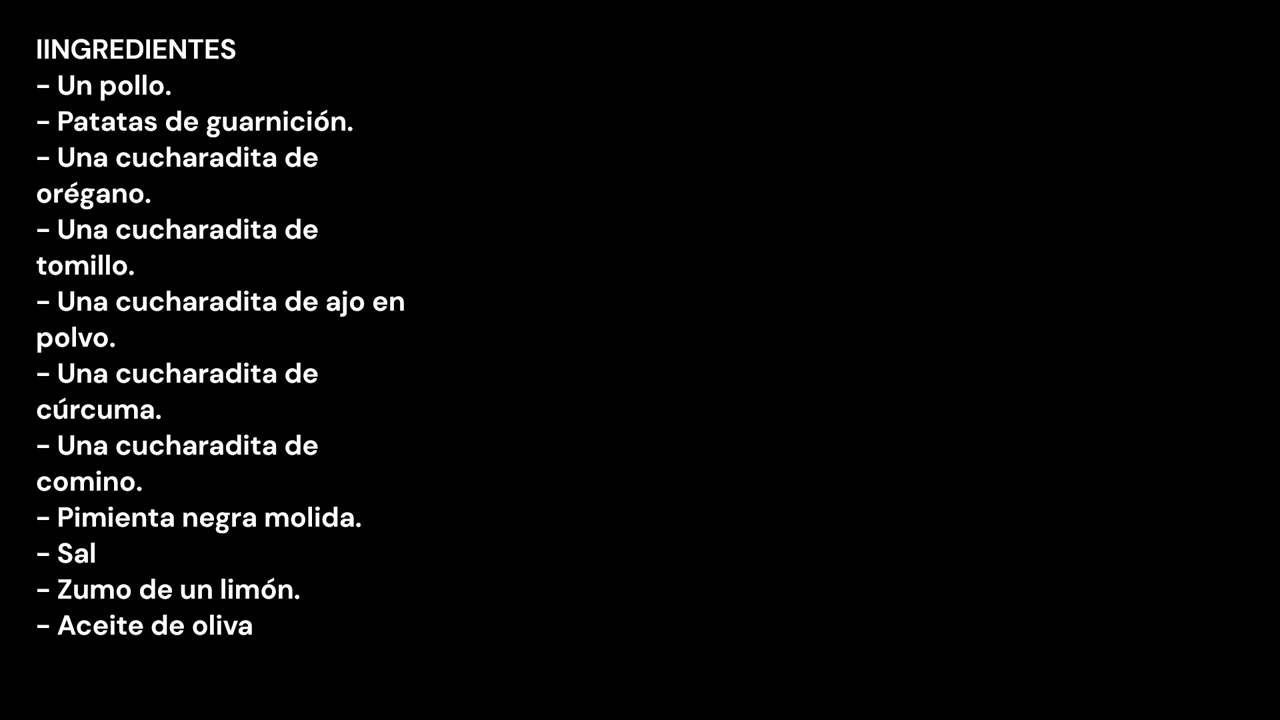 IINGREDIENTES
- Un pollo.
- Patatas de guarnición.
- Una cucharadita de
orégano.
- Una cucharadita de
tomillo.
- Una cucharadita de ajo en
polvo.
- Una cucharadita de
cúrcuma.
- Una cucharadita de
comino.
- Pimienta negra molida.
- Sal
- Zumo de un limón.
- Aceite de oliva